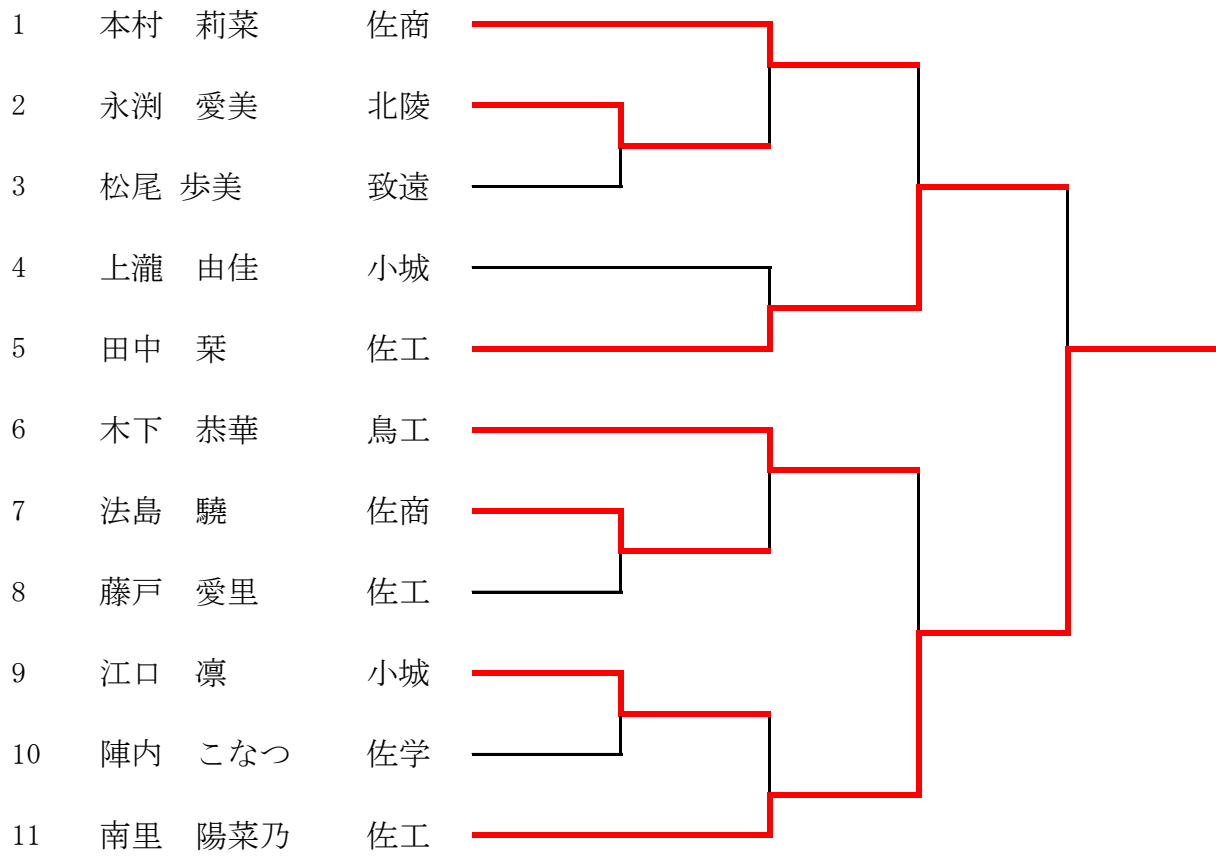 1 本村 莉菜 佐商
2 永渕 愛美 北陵
3 松尾 歩美 致遠
4 上瀧 由佳 小城
5 田中 栞 佐工
6 木下 恭華 鳥工
7 法島 驍 佐商
8 藤戸 愛里 佐工
9 江口 凛 小城
10 陣内 こなつ 佐学
11 南里 陽菜乃 佐工